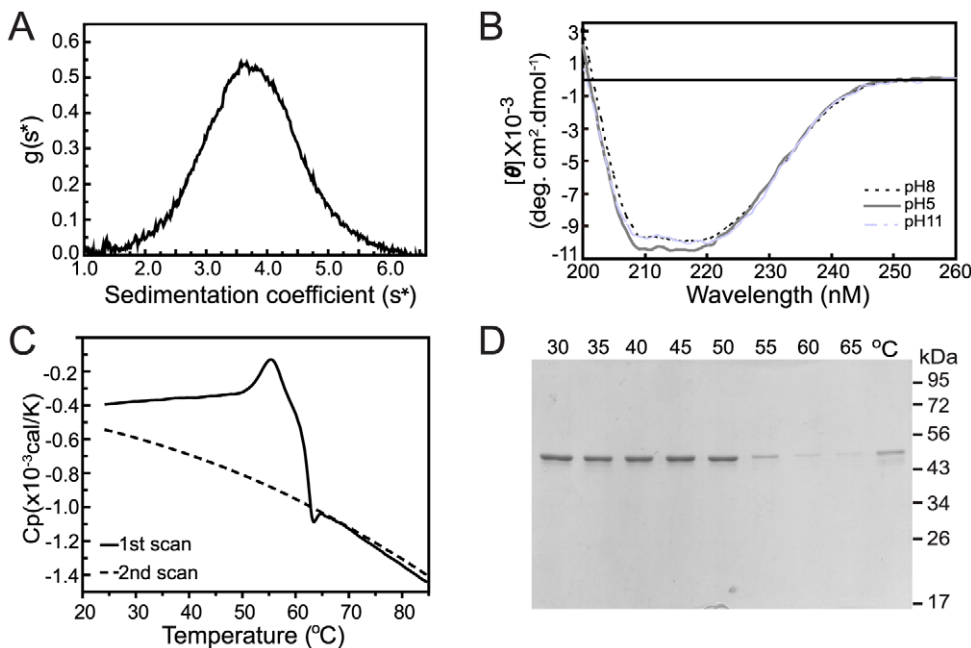 A
g(s*)
0.6
0.5
0.4
0.3
0.2
0.1
0.0
1.0 2.0 3.0 4.0 5.0 6.0
Sedimentation coefficient (s*)
B
[θ] X10⁻³
(deg. cm².dmol⁻¹)
3
1
-1
-3
-5
-7
-9
-11
pH8
pH5
pH11
200 210 220 230 240 250 260
Wavelength (nM)
C
Cp(x10⁻³cal/K)
-0.2
-0.4
-0.6
-0.8
-1.0
-1.2
-1.4
1st scan
2nd scan
20 30 40 50 60 70 80
Temperature (ºC)
D
30 35 40 45 50 55 60 65 ºC
kDa
95
72
56
43
34
26
17